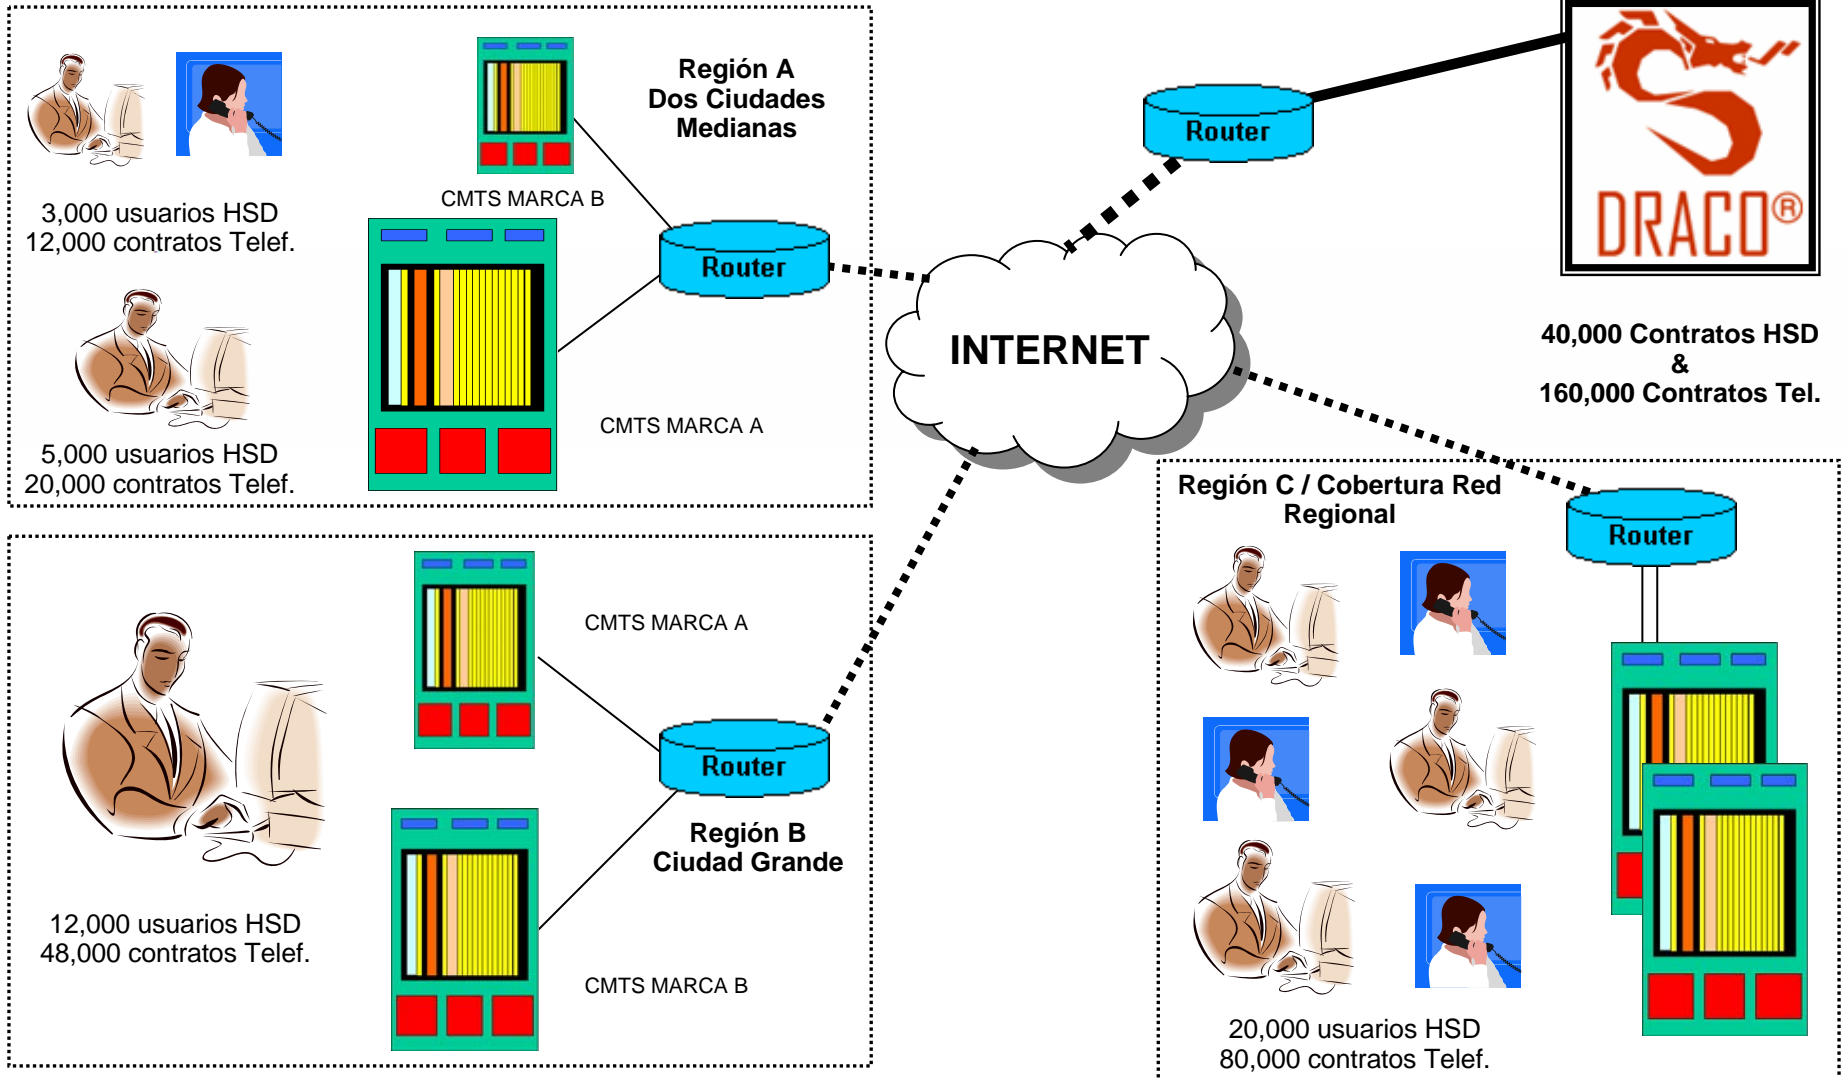 Región A
Dos Ciudades
Medianas
3,000 usuarios HSD
12,000 contratos Telef.
CMTS MARCA B
Router
5,000 usuarios HSD
20,000 contratos Telef.
CMTS MARCA A
Router
DRACO®
INTERNET
40,000 Contratos HSD
&
160,000 Contratos Tel.
CMTS MARCA A
Router
Región B
Ciudad Grande
12,000 usuarios HSD
48,000 contratos Telef.
CMTS MARCA B
Región C / Cobertura Red
Regional
Router
20,000 usuarios HSD
80,000 contratos Telef.